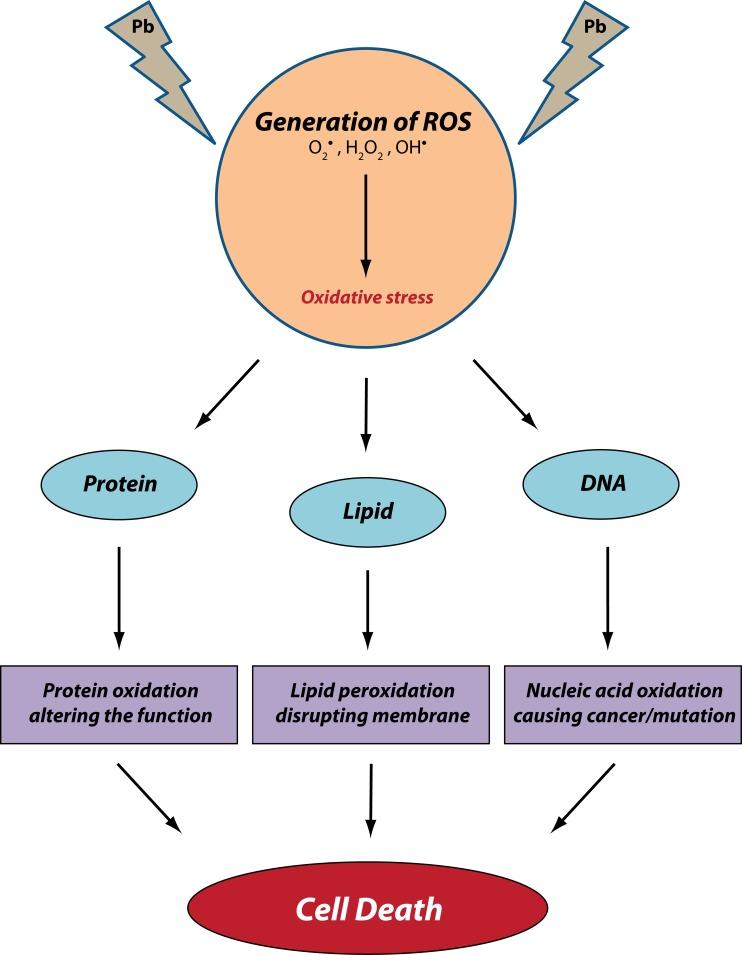 Pb
Pb
Generation of ROS
O₂•, H₂O₂, OH•
Oxidative stress
Protein
Lipid
DNA
Protein oxidation
altering the function
Lipid peroxidation
disrupting membrane
Nucleic acid oxidation
causing cancer/mutation
Cell Death